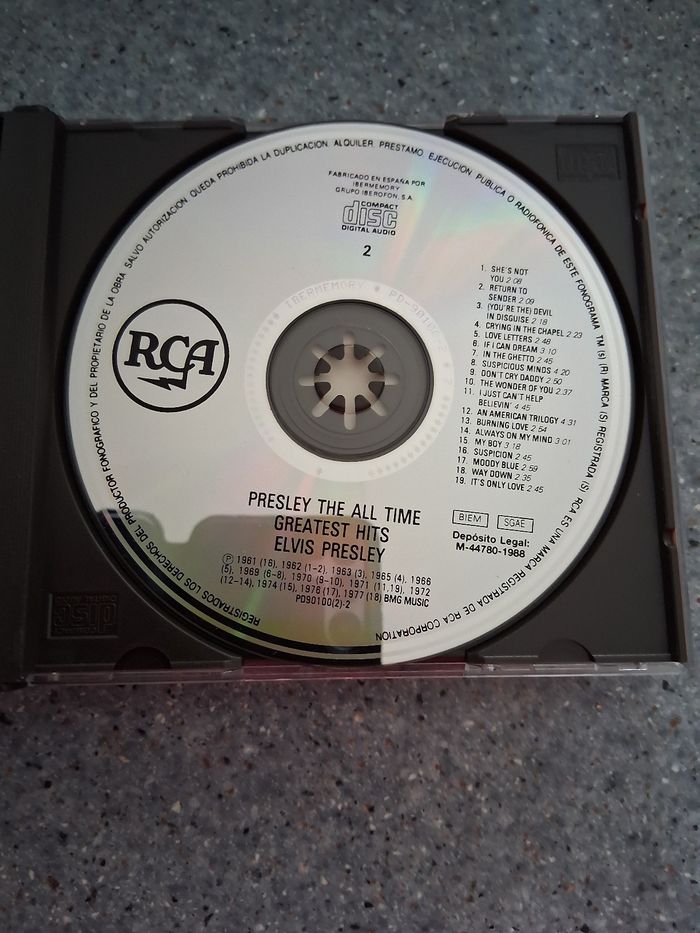 REGISTRADOS LOS DERECHOS DEL PRODUCTOR FONOGRAFICO Y DEL PROPIETARIO DE LA OBRA. SALVO AUTORIZACION QUEDA PROHIBIDA LA DUPLICACION. ALQUILER. PRESTAMO. EJECUCION PUBLICA O RADIOFONICA DE ESTE FONOGRAMA. TM (s) (R) MARCA (S) REGISTRADA (S) RCA ES UNA MARCA REGISTRADA DE RCA CORPORATION
FABRICADO EN ESPAÑA POR
IBERMEMORY
GRUPO IBEROFON, S.A.
COMPACT
disc
DIGITAL AUDIO
2
RCA
1. SHE'S NOT
YOU 2.08
2. RETURN TO
SENDER 2.09
3. (YOU'RE THE) DEVIL
IN DISGUISE 2.18
4. CRYING IN THE CHAPEL 2.23
5. LOVE LETTERS 2.48
6. IF I CAN DREAM 3.10
7. IN THE GHETTO 2.45
8. SUSPICIOUS MINDS 4.20
9. DON'T CRY DADDY 2.50
10. THE WONDER OF YOU 2.37
11. I JUST CAN'T HELP
BELIEVIN' 4.45
12. AN AMERICAN TRILOGY 4:31
13. BURNING LOVE 2.54
14. ALWAYS ON MY MIND 3.01
15. MY BOY 3.18
16. SUSPICION 2.45
17. MOODY BLUE 2.59
18. WAY DOWN 2.35
19. IT'S ONLY LOVE 2.45
IBERMEMORY
PRESLEY THE ALL TIME
GREATEST HITS
ELVIS PRESLEY
Ⓟ 1961 (16), 1962 (1-2), 1963 (3), 1965 (4), 1966
(5), 1969 (6-8), 1970 (9-10), 1971 (11,19), 1972
(12-14), 1974 (15), 1976 (17), 1977 (18) BMG MUSIC
PD90100(2)-2
BIEM SGAE
Depósito Legal:
M-44780-1988
COMPACT
disc
DIGITAL AUDIO